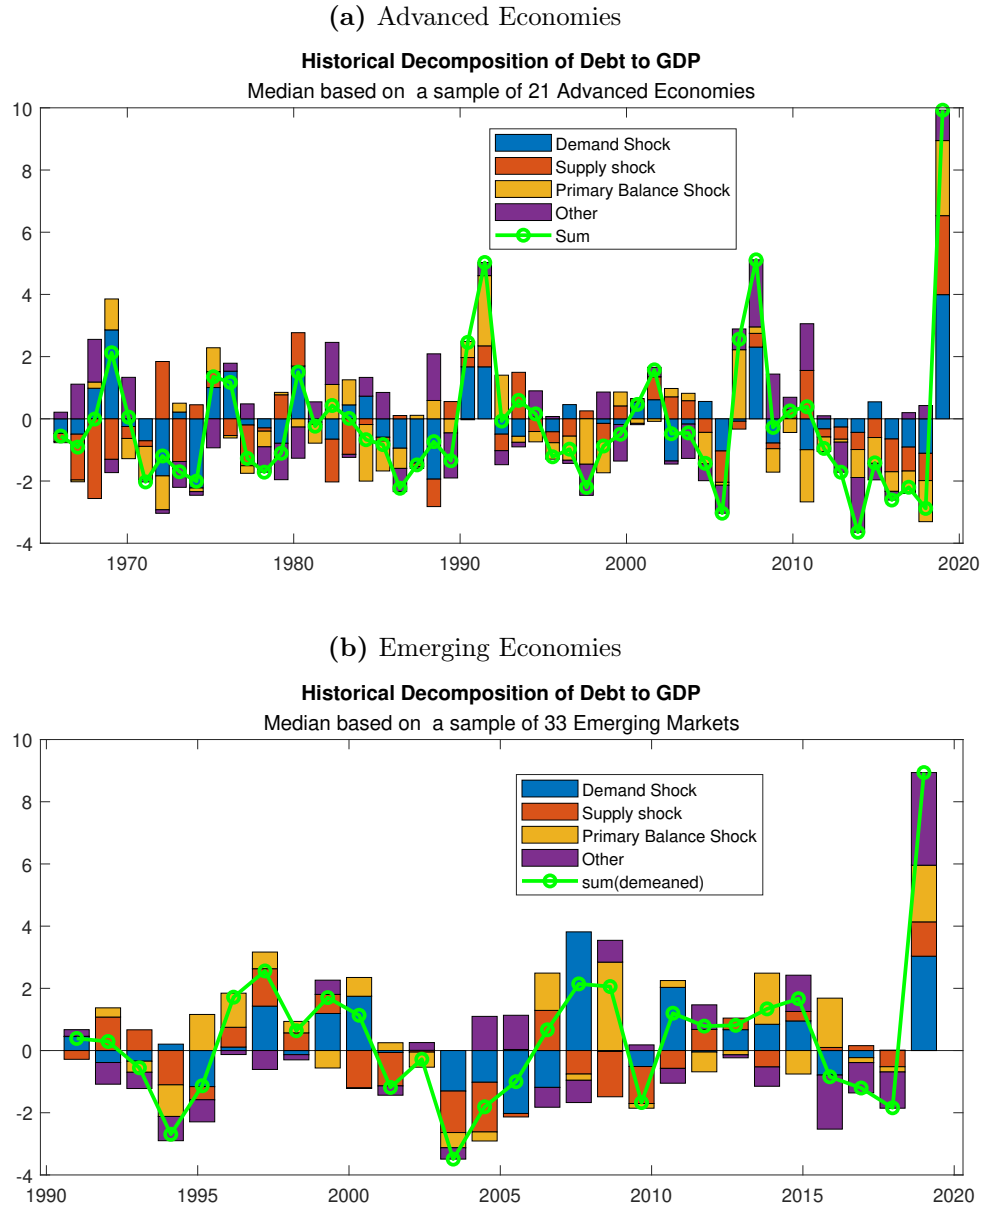 (a) Advanced Economies
Historical Decomposition of Debt to GDP
Median based on a sample of 21 Advanced Economies
10
8
6
4
2
0
-2
-4
Demand Shock
Supply shock
Primary Balance Shock
Other
Sum
1970 1980 1990 2000 2010 2020
(b) Emerging Economies
Historical Decomposition of Debt to GDP
Median based on a sample of 33 Emerging Markets
10
8
6
4
2
0
-2
-4
Demand Shock
Supply shock
Primary Balance Shock
Other
sum(demeaned)
1990 1995 2000 2005 2010 2015 2020